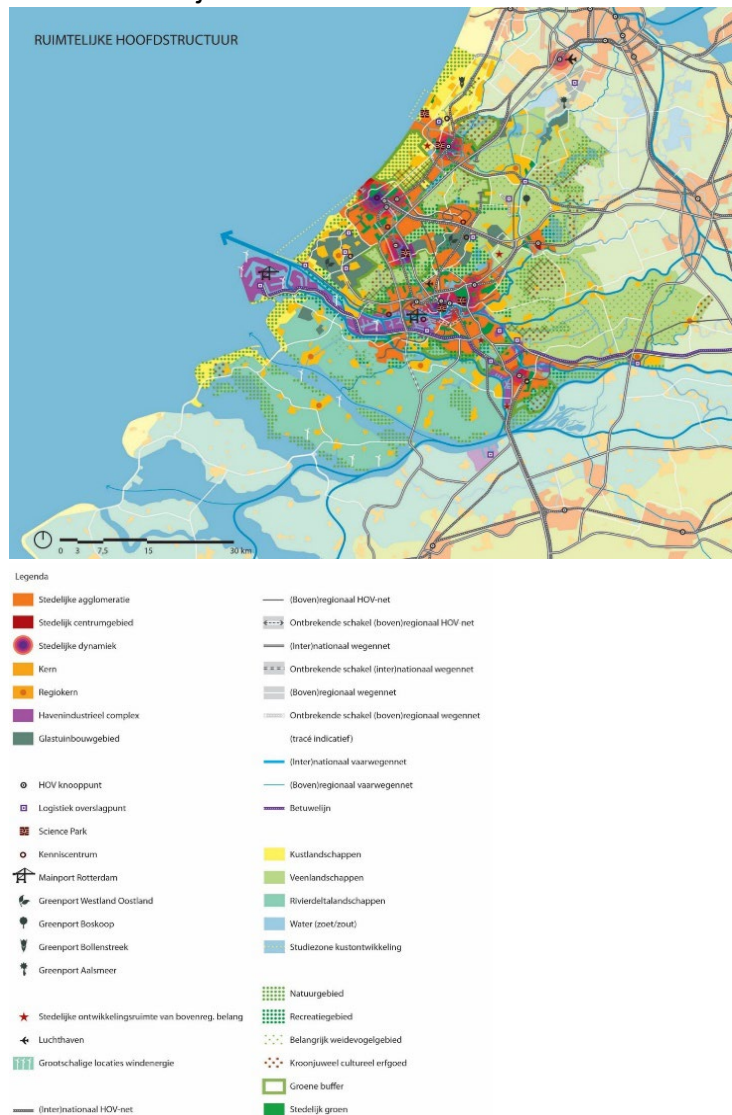 RUIMTELIJKE HOOFDSTRUCTUUR
0 3 7,5 15 30 km
Legenda
Stedelijke agglomeratie
Stedelijk centrumgebied
Stedelijke dynamiek
Kern
Regiokern
Havenindustrieel complex
Glastuinbouwgebied
HOV knooppunt
Logistiek overslagpunt
Science Park
Kenniscentrum
Mainport Rotterdam
Greenport Westland Oostland
Greenport Boskoop
Greenport Bollenstreek
Greenport Aalsmeer
Stedelijke ontwikkelingsruimte van bovenreg. belang
Luchthaven
Grootschalige locaties windenergie
(Inter)nationaal HOV-net
(Boven)regionaal HOV-net
Ontbrekende schakel (boven)regionaal HOV-net
(Inter)nationaal wegennet
Ontbrekende schakel (inter)nationaal wegennet
(Boven)regionaal wegennet
Ontbrekende schakel (boven)regionaal wegennet
(tracé indicatief)
(Inter)nationaal vaarwegennet
(Boven)regionaal vaarwegennet
Betuwelijn
Kustlandschappen
Veenlandschappen
Rivierdeltalandschappen
Water (zoet/zout)
Studiezone kustontwikkeling
Natuurgebied
Recreatiegebied
Belangrijk weidevogelgebied
Kroonjuweel cultureel erfgoed
Groene buffer
Stedelijk groen